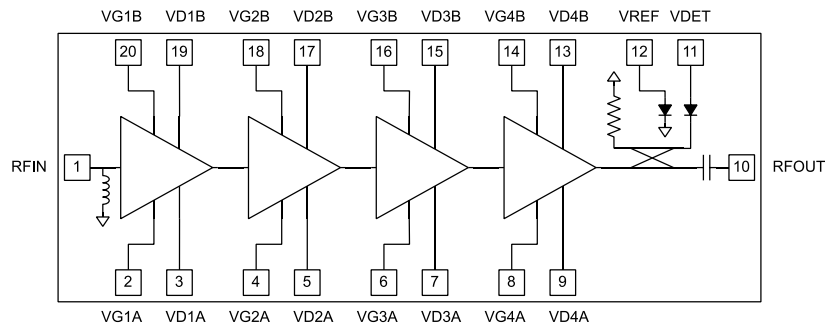 VG1B VD1B VG2B VD2B VG3B VD3B VG4B VD4B VREF VDET
20 19 18 17 16 15 14 13 12 11
RFIN 1 10 RFOUT
2 3 4 5 6 7 8 9
VG1A VD1A VG2A VD2A VG3A VD3A VG4A VD4A